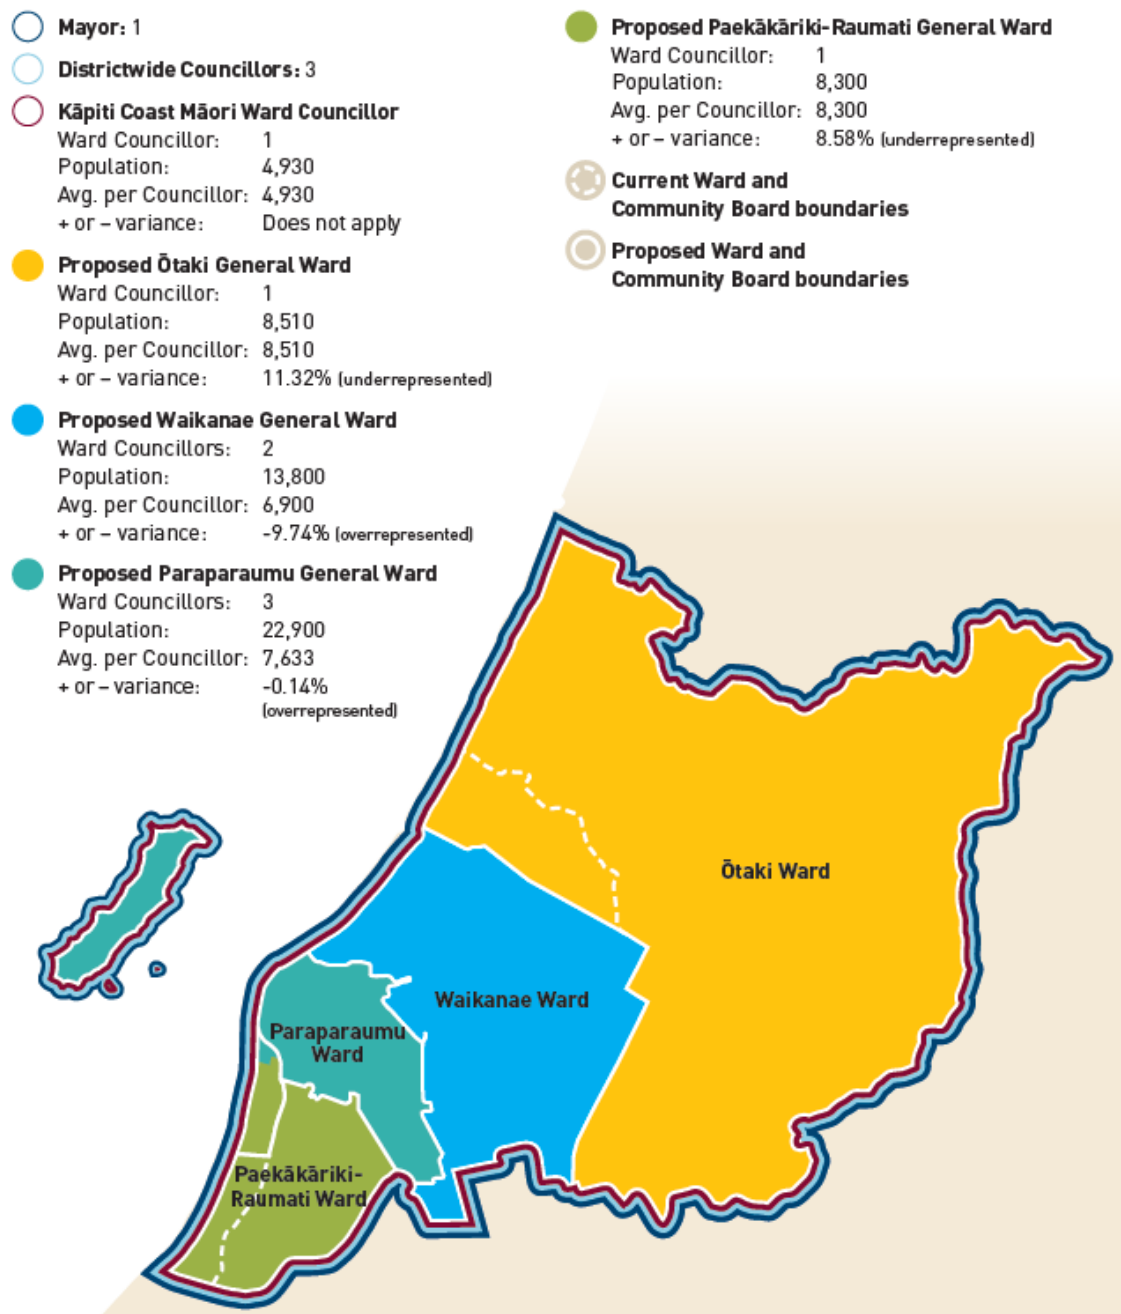 Mayor: 1
Districtwide Councillors: 3
Kāpiti Coast Māori Ward Councillor
Ward Councillor: 1
Population: 4,930
Avg. per Councillor: 4,930
+ or – variance: Does not apply
Proposed Ōtaki General Ward
Ward Councillor: 1
Population: 8,510
Avg. per Councillor: 8,510
+ or – variance: 11.32% (underrepresented)
Proposed Waikanae General Ward
Ward Councillors: 2
Population: 13,800
Avg. per Councillor: 6,900
+ or – variance: -9.74% (overrepresented)
Proposed Paraparaumu General Ward
Ward Councillors: 3
Population: 22,900
Avg. per Councillor: 7,633
+ or – variance: -0.14%
(overrepresented)
Proposed Paekākāriki-Raumati General Ward
Ward Councillor: 1
Population: 8,300
Avg. per Councillor: 8,300
+ or – variance: 8.58% (underrepresented)
Current Ward and
Community Board boundaries
Proposed Ward and
Community Board boundaries
Ōtaki Ward
Waikanae Ward
Paraparaumu
Ward
Paekākāriki-
Raumati Ward